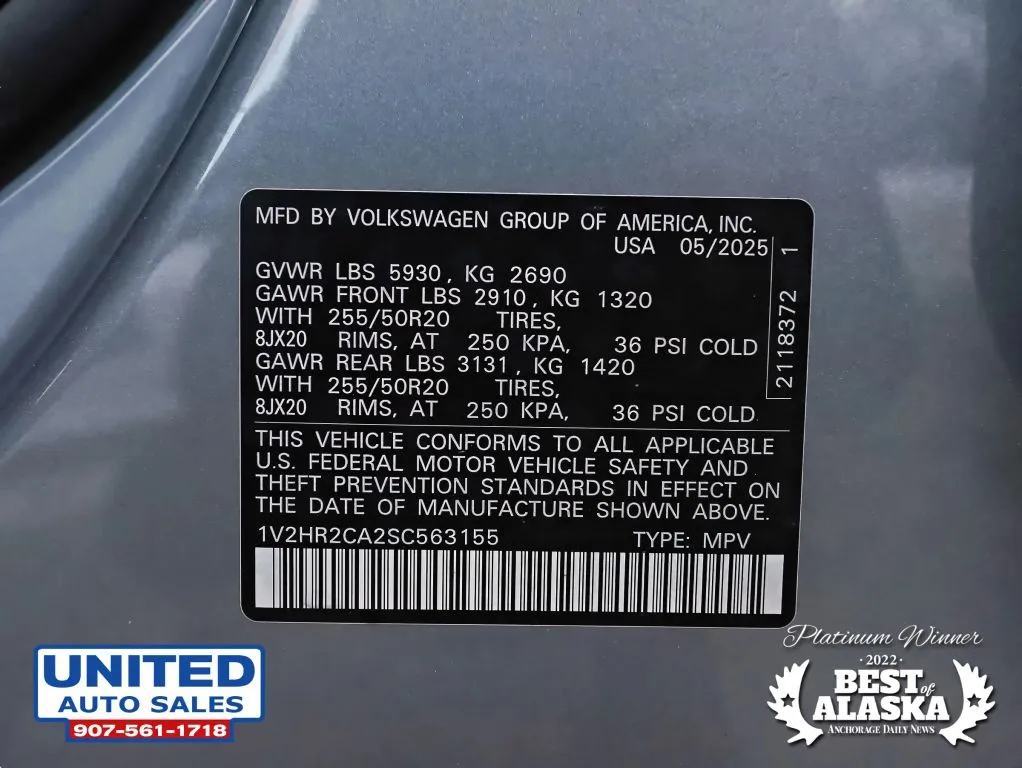 MFD BY VOLKSWAGEN GROUP OF AMERICA, INC.
USA 05/2025
GVWR LBS 5930, KG 2690
GAWR FRONT LBS 2910, KG 1320
WITH 255/50R20 TIRES,
8JX20 RIMS, AT 250 KPA, 36 PSI COLD
GAWR REAR LBS 3131, KG 1420
WITH 255/50R20 TIRES,
8JX20 RIMS, AT 250 KPA, 36 PSI COLD.
2118372 1
THIS VEHICLE CONFORMS TO ALL APPLICABLE
U.S. FEDERAL MOTOR VEHICLE SAFETY AND
THEFT PREVENTION STANDARDS IN EFFECT ON
THE DATE OF MANUFACTURE SHOWN ABOVE.
1V2HR2CA2SC563155 TYPE: MPV
UNITED
AUTO SALES
907-561-1718
Platinum Winner
·2022·
BEST of
ALASKA
ANCHORAGE DAILY NEWS